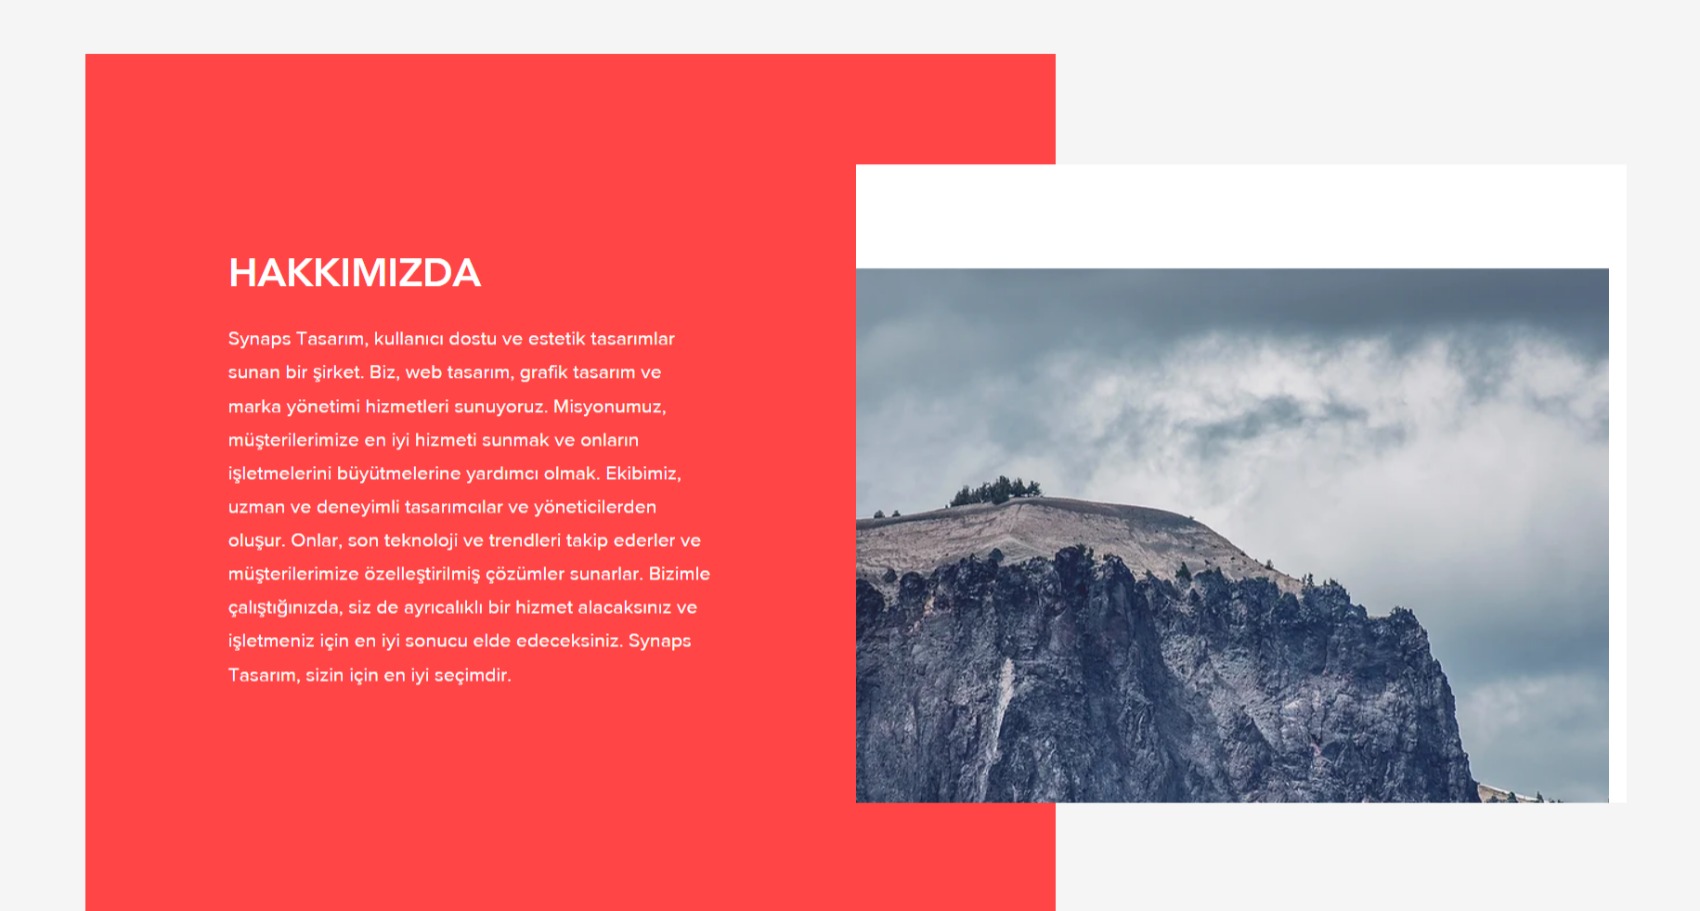 HAKKIMIZDA
Synaps Tasarım, kullanıcı dostu ve estetik tasarımlar
sunan bir şirket. Biz, web tasarım, grafik tasarım ve
marka yönetimi hizmetleri sunuyoruz. Misyonumuz,
müşterilerimize en iyi hizmeti sunmak ve onların
işletmelerini büyütmelerine yardımcı olmak. Ekibimiz,
uzman ve deneyimli tasarımcılar ve yöneticilerden
oluşur. Onlar, son teknoloji ve trendleri takip ederler ve
müşterilerimize özelleştirilmiş çözümler sunarlar. Bizimle
çalıştığınızda, siz de ayrıcalıklı bir hizmet alacaksınız ve
işletmeniz için en iyi sonucu elde edeceksiniz. Synaps
Tasarım, sizin için en iyi seçimdir.